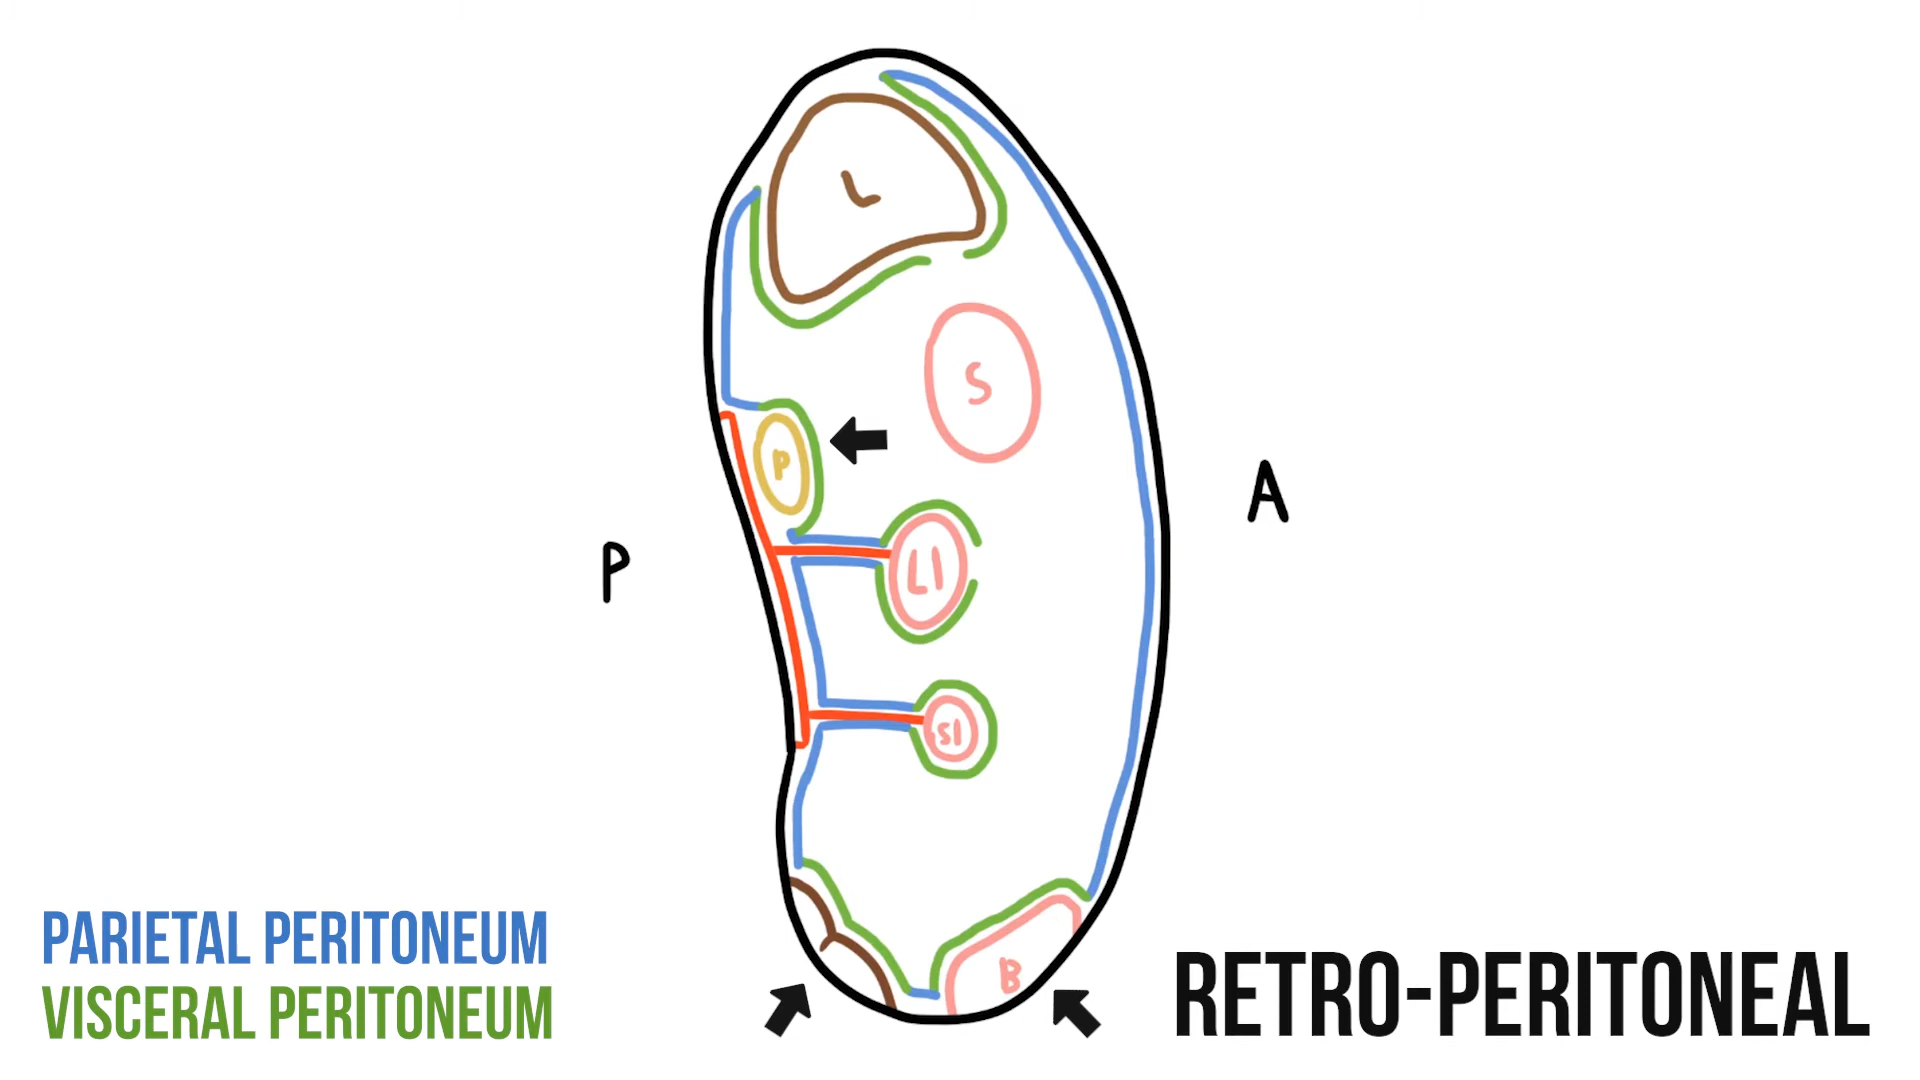 L
S
P
A
LI
P
SI
PARIETAL PERITONEUM
VISCERAL PERITONEUM
B
RETRO-PERITONEAL